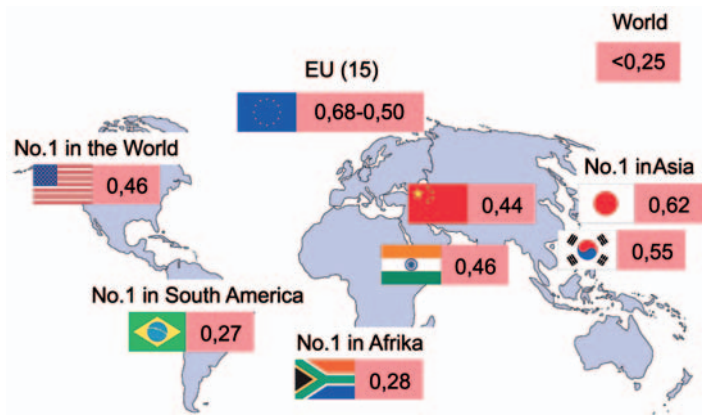 World
<0,25
EU (15)
0,68-0,50
No.1 in the World
0,46
No.1 inAsia
0,44
0,62
0,46
0,55
No.1 in South America
0,27
No.1 in Afrika
0,28